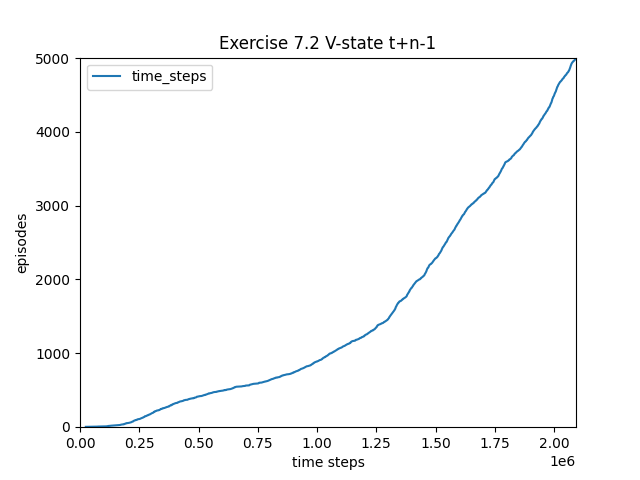 Exercise 7.2 V-state t+n-1
time_steps
5000
4000
3000
2000
1000
0
episodes
0.00 0.25 0.50 0.75 1.00 1.25 1.50 1.75 2.00
1e6
time steps